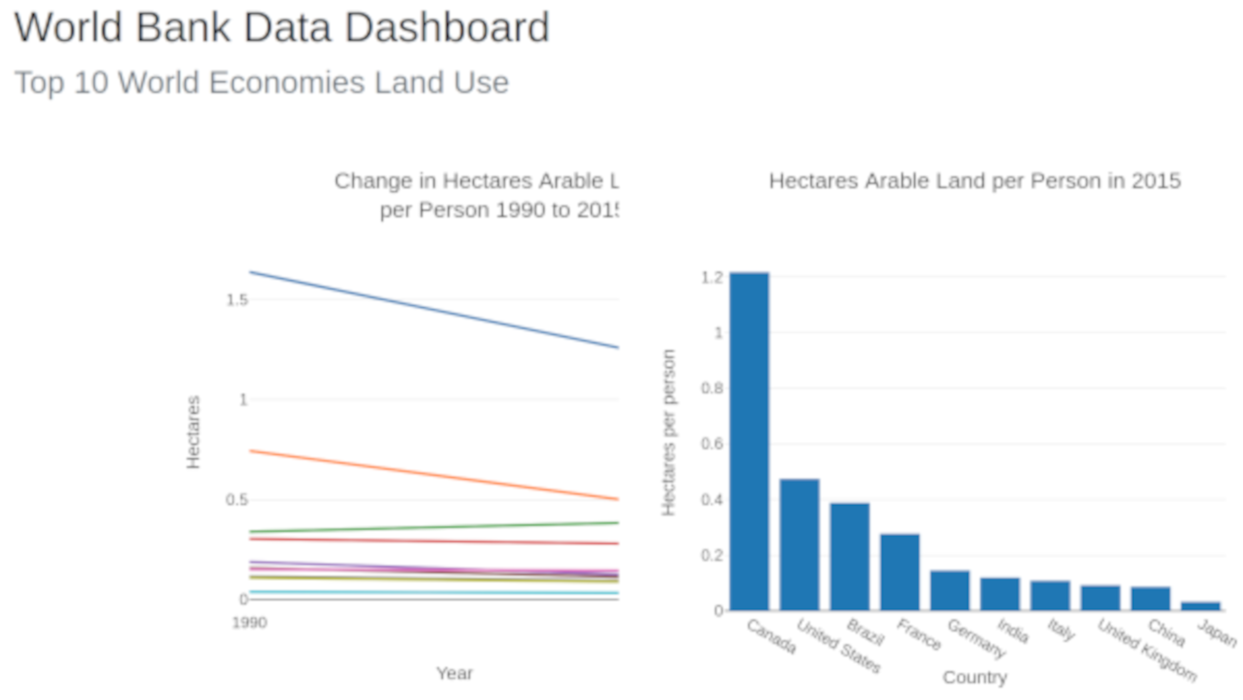 World Bank Data Dashboard
Top 10 World Economies Land Use
Change in Hectares Arable L
per Person 1990 to 2015
1.5
1
0.5
0
Hectares
1990
Year
Hectares Arable Land per Person in 2015
1.2
1
0.8
0.6
0.4
0.2
0
Hectares per person
Canada
United States
Brazil
France
Germany
India
Italy
United Kingdom
China
Japan
Country